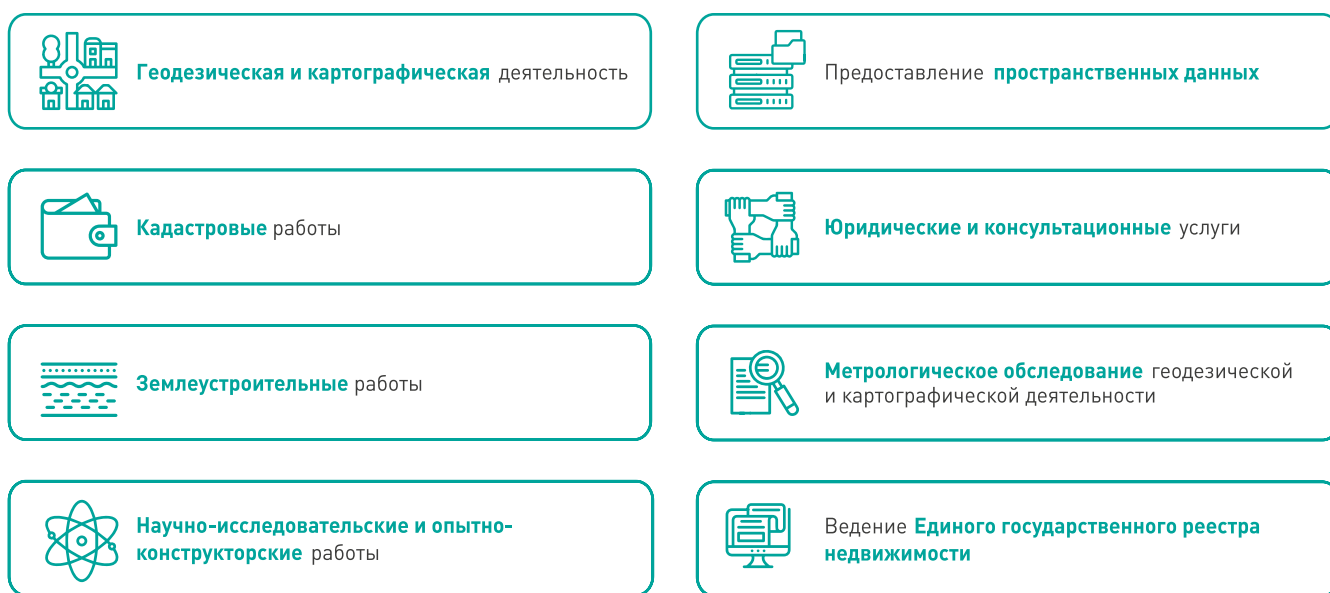 Геодезическая и картографическая деятельность
Предоставление пространственных данных
Кадастровые работы
Юридические и консультационные услуги
Землеустроительные работы
Метрологическое обследование геодезической
и картографической деятельности
Научно-исследовательские и опытно-
конструкторские работы
Ведение Единого государственного реестра
недвижимости